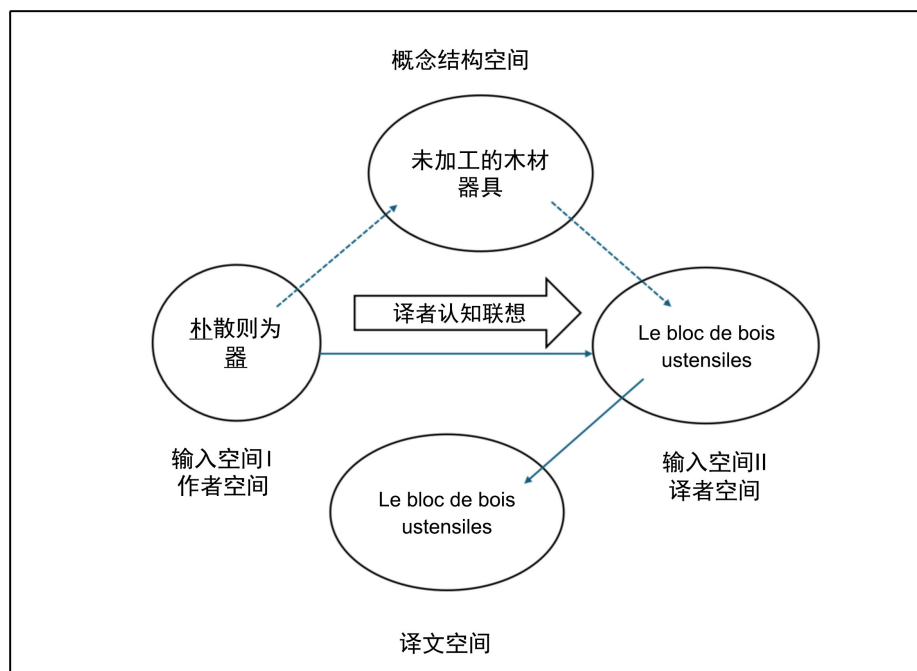 概念结构空间
未加工的木材
器具
译者认知联想
朴散则为
器
Le bloc de bois
ustensiles
输入空间I
作者空间
输入空间II
译者空间
Le bloc de bois
ustensiles
译文空间